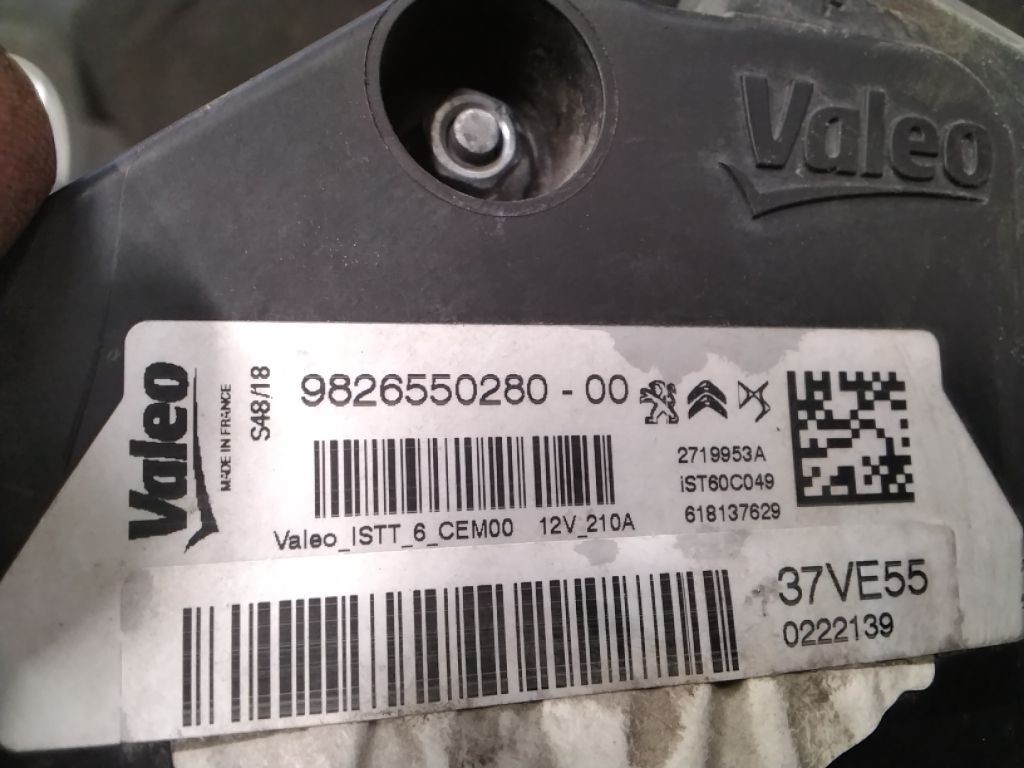 Valeo
Valeo
MADE IN FRANCE
S48/18
9826550280 - 00
2719953A
iST60C049
618137629
Valeo_ISTT_6_CEM00 12V_210A
37VE55
0222139